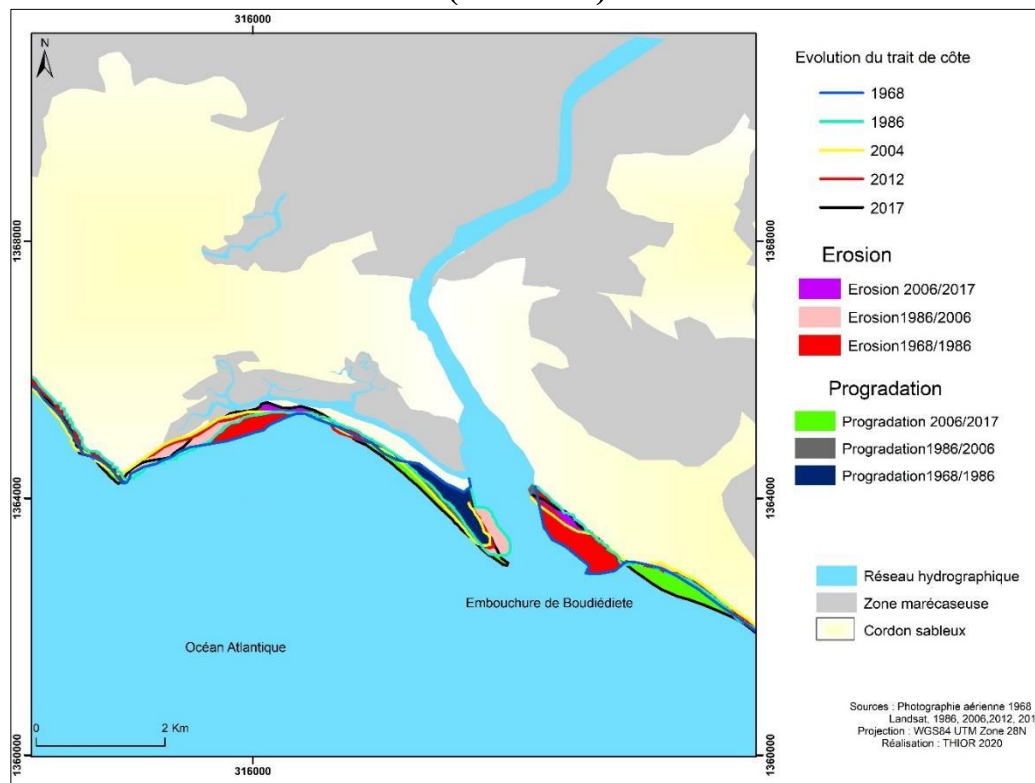 316000
N
1368000
1364000
1360000
1368000
1364000
1360000
Embouchure de Boudiédiete
Océan Atlantique
0 2 Km
316000
Evolution du trait de côte
1968
1986
2004
2012
2017
Erosion
Erosion 2006/2017
Erosion1986/2006
Erosion1968/1986
Progradation
Progradation 2006/2017
Progradation1986/2006
Progradation1968/1986
Réseau hydrographique
Zone marécaseuse
Cordon sableux
Sources : Photographie aérienne 1968
Landsat, 1986, 2006,2012, 201
Projection : WGS84 UTM Zone 28N
Réalisation : THIOR 2020